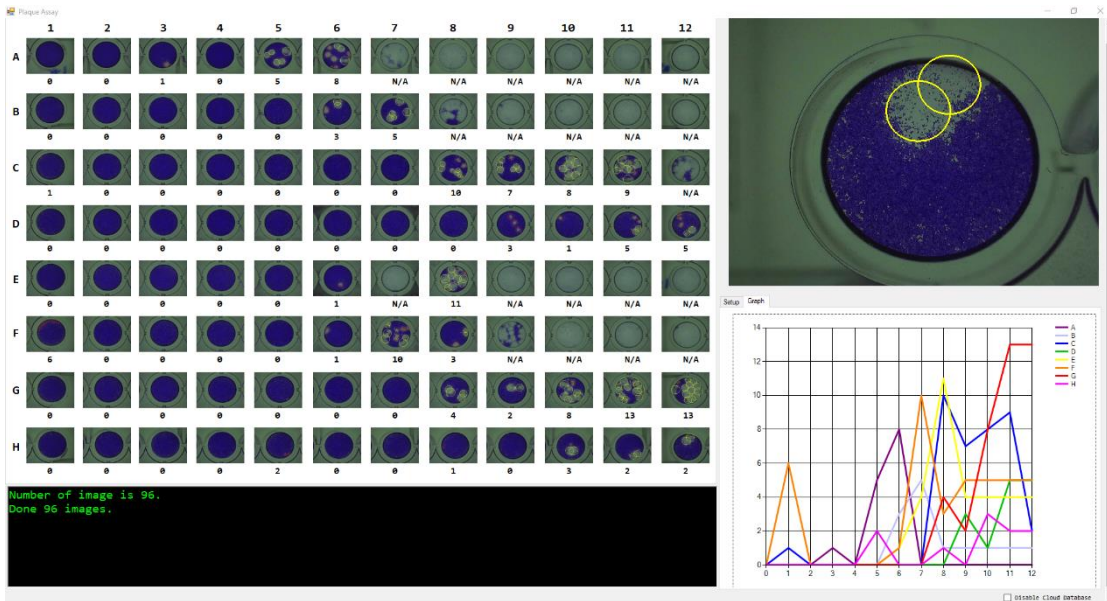 Plaque Assay
1 2 3 4 5 6 7 8 9 10 11 12
A
0 0 1 0 5 8 N/A N/A N/A N/A N/A N/A
B
0 0 0 0 0 3 5 N/A N/A N/A N/A N/A
C
1 0 0 0 0 0 0 10 7 8 9 N/A
D
0 0 0 0 0 0 0 0 3 1 5 5
E
0 0 0 0 0 1 N/A 11 N/A N/A N/A N/A
F
6 0 0 0 0 1 10 3 N/A N/A N/A N/A
G
0 0 0 0 0 0 0 4 2 8 13 13
H
0 0 0 0 2 0 0 1 0 3 2 2
Number of image is 96.
Done 96 images.
Setup Graph
14
12
10
8
6
4
2
0
0 1 2 3 4 5 6 7 8 9 10 11 12
A
B
C
D
E
F
G
H
Disable Cloud Database